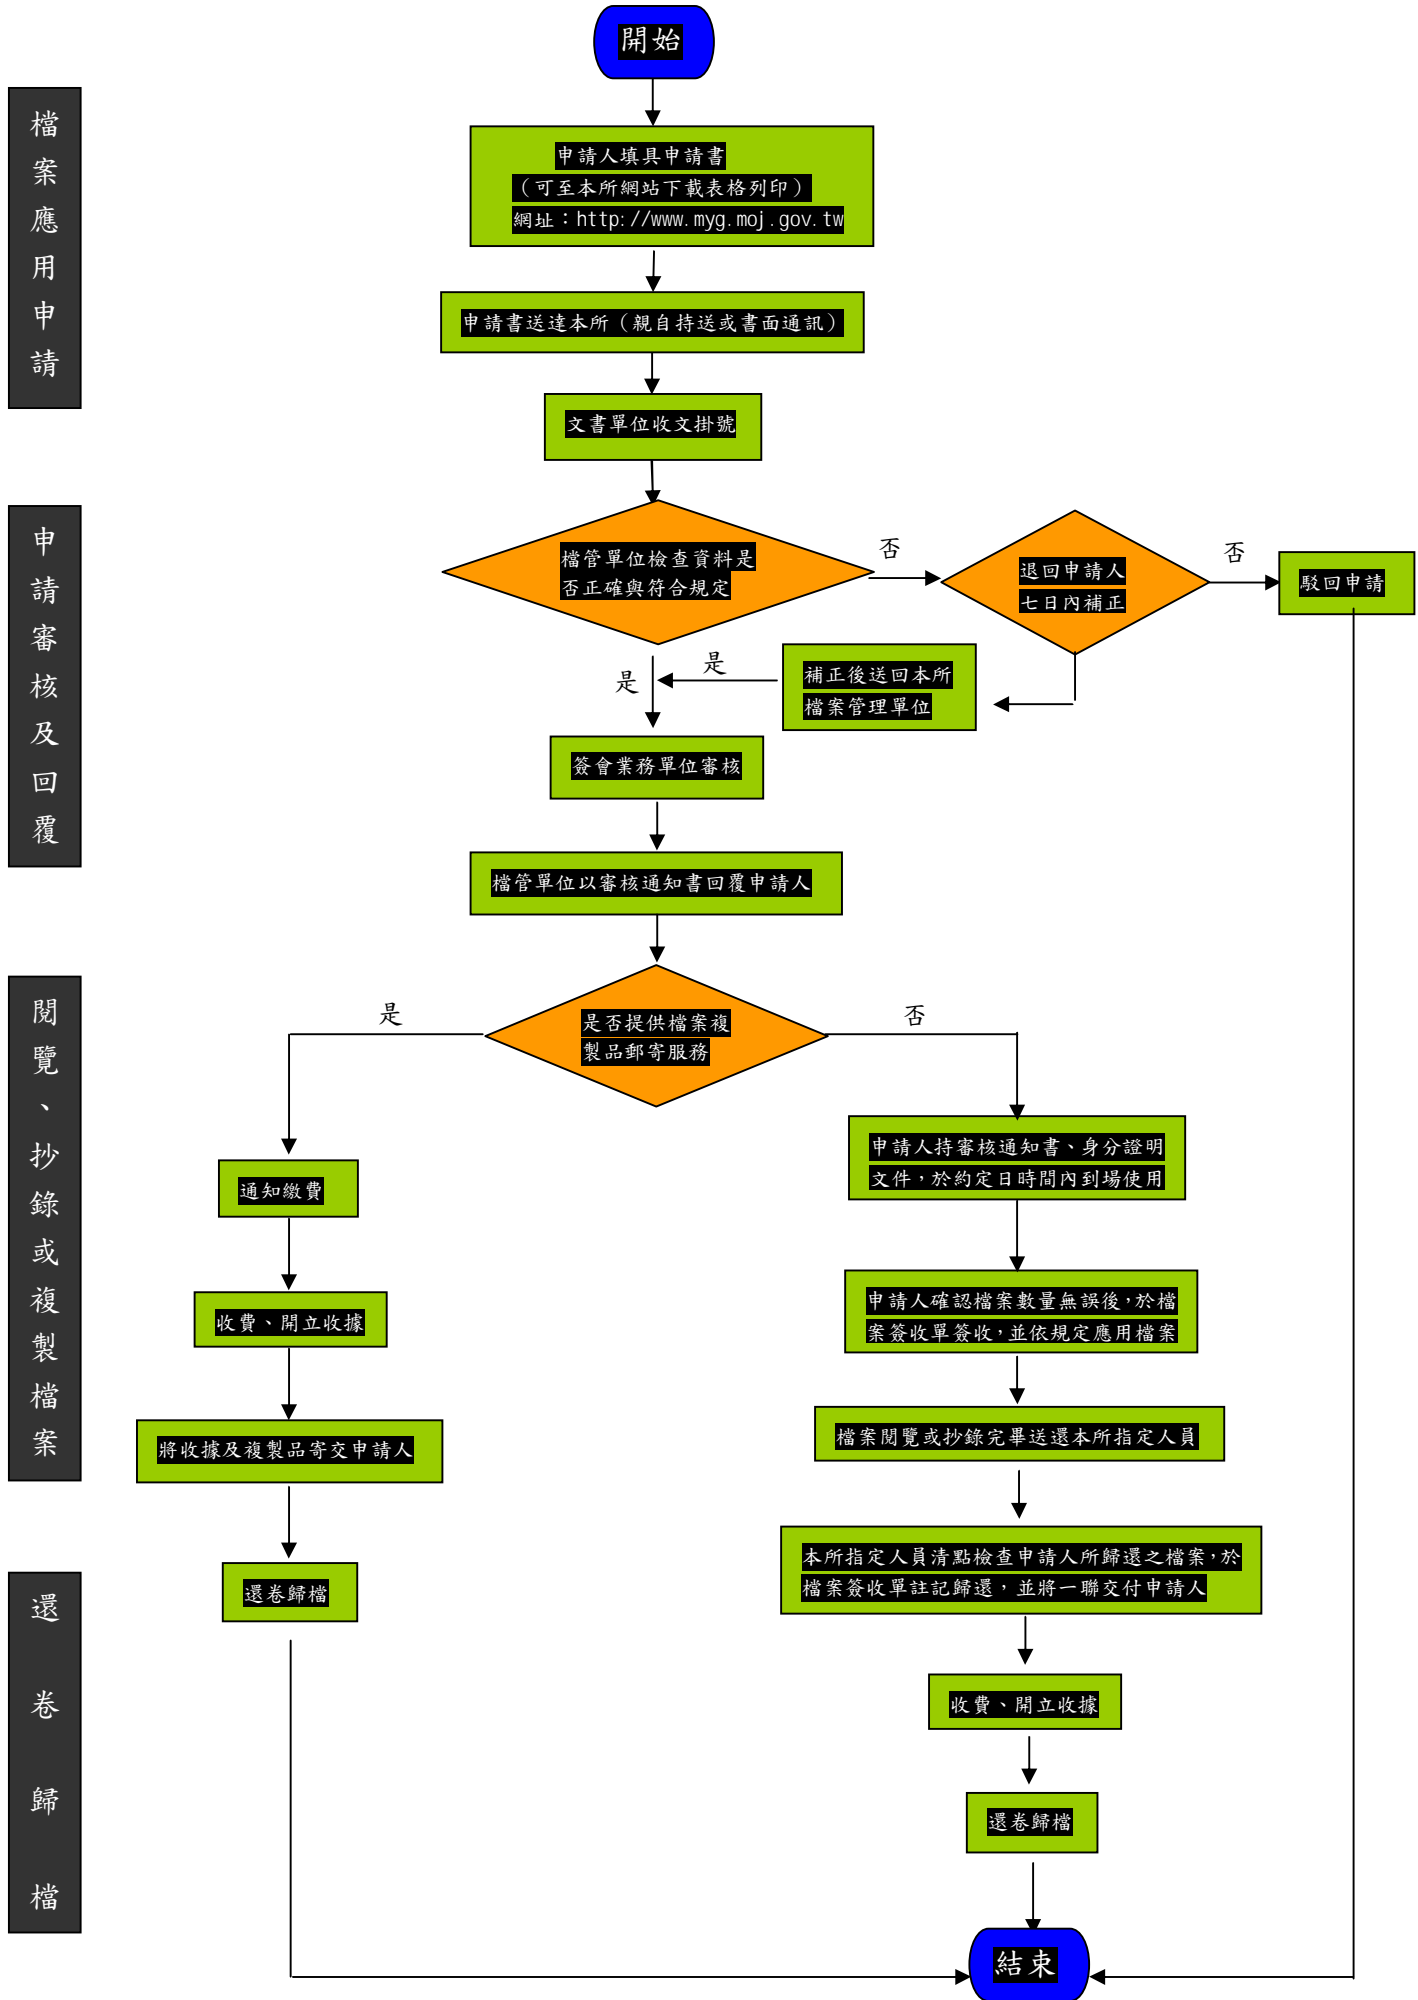 開始
檔案應用申請
申請人填具申請書
（可至本所網站下載表格列印）
網址：http://www.myg.moj.gov.tw
申請書送達本所（親自持送或書面通訊）
文書單位收文掛號
申請審核及回覆
檔管單位檢查資料是
否正確與符合規定
否
退回申請人
七日內補正
否
駁回申請
是
是
補正後送回本所
檔案管理單位
簽會業務單位審核
檔管單位以審核通知書回覆申請人
閱覽、抄錄或複製檔案
是否提供檔案複
製品郵寄服務
是
否
通知繳費
收費、開立收據
將收據及複製品寄交申請人
申請人持審核通知書、身分證明
文件，於約定日時間內到場使用
申請人確認檔案數量無誤後，於檔
案簽收單簽收，並依規定應用檔案
檔案閱覽或抄錄完畢送還本所指定人員
本所指定人員清點檢查申請人所歸還之檔案，於
檔案簽收單註記歸還，並將一聯交付申請人
還卷歸檔
還卷歸檔
收費、開立收據
還卷歸檔
結束